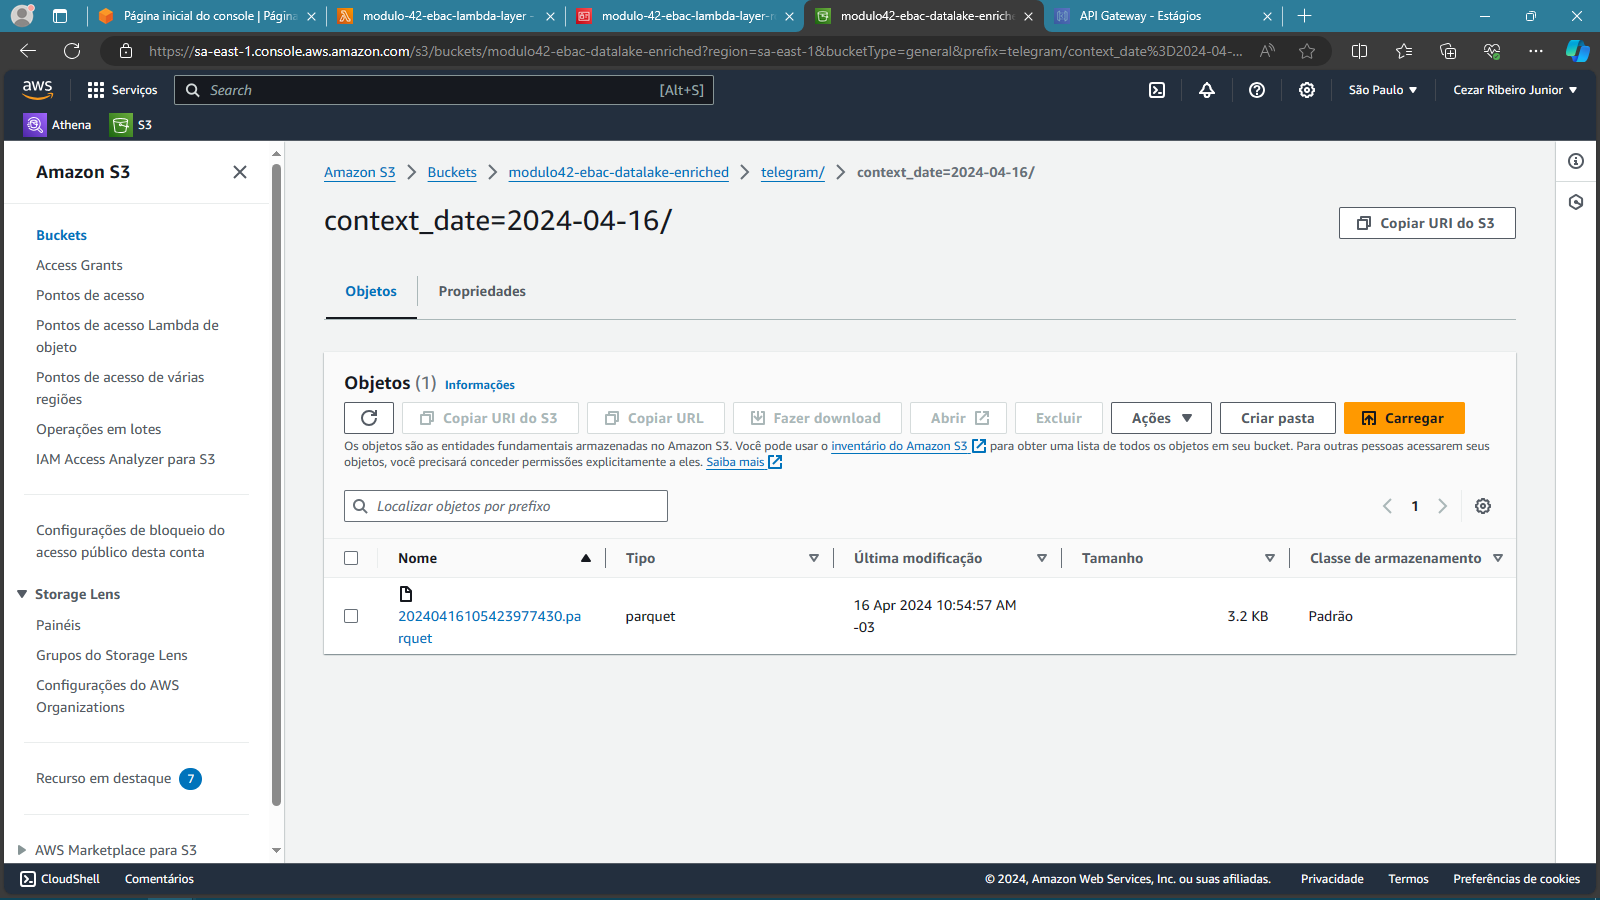 Página inicial do console | Página
modulo-42-ebac-lambda-layer -
modulo-42-ebac-lambda-layer-r
modulo42-ebac-datalake-enriche
API Gateway - Estágios
https://sa-east-1.console.aws.amazon.com/s3/buckets/modulo42-ebac-datalake-enriched?region=sa-east-1&bucketType=general&prefix=telegram/context_date%3D2024-04-...
aws
Serviços
Search
[Alt+S]
São Paulo
Cezar Ribeiro Junior
Athena
S3
Amazon S3
Buckets
Access Grants
Pontos de acesso
Pontos de acesso Lambda de
objeto
Pontos de acesso de várias
regiões
Operações em lotes
IAM Access Analyzer para S3
Configurações de bloqueio do
acesso público desta conta
Storage Lens
Painéis
Grupos do Storage Lens
Configurações do AWS
Organizations
Recurso em destaque 7
AWS Marketplace para S3
Amazon S3 > Buckets > modulo42-ebac-datalake-enriched > telegram/ > context_date=2024-04-16/
context_date=2024-04-16/
Copiar URI do S3
Objetos
Propriedades
Objetos (1) Informações
Copiar URI do S3
Copiar URL
Fazer download
Abrir
Excluir
Ações
Criar pasta
Carregar
Os objetos são as entidades fundamentais armazenadas no Amazon S3. Você pode usar o inventário do Amazon S3 para obter uma lista de todos os objetos em seu bucket. Para outras pessoas acessarem seus
objetos, você precisará conceder permissões explicitamente a eles. Saiba mais
Localizar objetos por prefixo
1
Nome
Tipo
Última modificação
Tamanho
Classe de armazenamento
20240416105423977430.pa
rquet
parquet
16 Apr 2024 10:54:57 AM
-03
3.2 KB
Padrão
CloudShell
Comentários
© 2024, Amazon Web Services, Inc. ou suas afiliadas.
Privacidade
Termos
Preferências de cookies